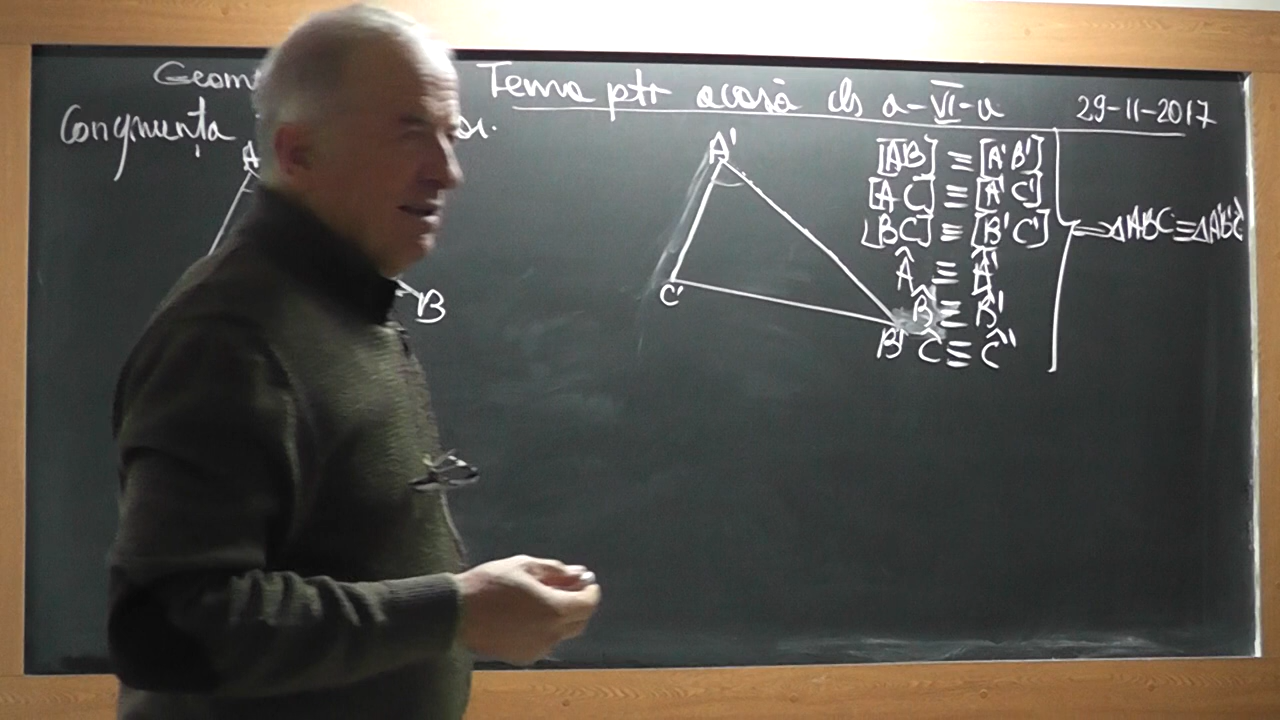 Geom Tema ptr acasă cls a-VI-a 29-11-2017
Congruența
A
B
A'
C'
B'
[AB] ≡ [A'B']
[AC] ≡ [A'C']
[BC] ≡ [B'C'] ⟹ ΔABC ≡ ΔA'B'C'
Â ≡ Â'
B̂ ≡ B̂'
Ĉ ≡ Ĉ'